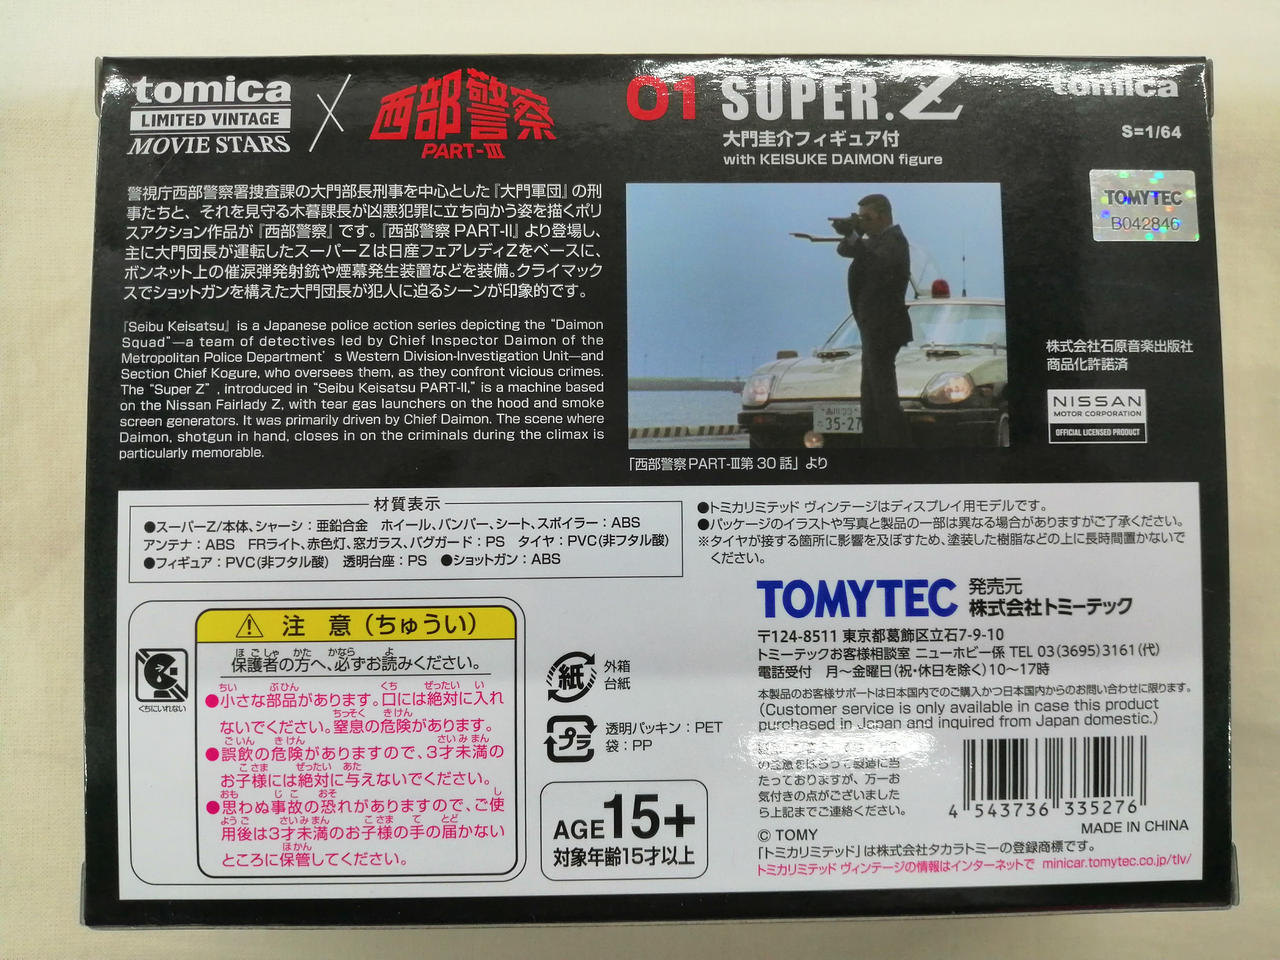 tomica
LIMITED VINTAGE
MOVIE STARS
×
西部警察
PART-III
01 SUPER.Z
大門圭介フィギュア付
with KEISUKE DAIMON figure
tomica
S=1/64
TOMYTEC
B042846
警視庁西部警察署捜査課の大門部長刑事を中心とした『大門軍団』の刑
事たちと、それを見守る木暮課長が凶悪犯罪に立ち向かう姿を描くポリ
スアクション作品が『西部警察』です。『西部警察 PART-II』より登場し、
主に大門団長が運転したスーパーZは日産フェアレディZをベースに、
ボンネット上の催涙弾発射銃や煙幕発生装置などを装備。クライマック
スでショットガンを構えた大門団長が犯人に迫るシーンが印象的です。
『Seibu Keisatsu』 is a Japanese police action series depicting the "Daimon
Squad"—a team of detectives led by Chief Inspector Daimon of the
Metropolitan Police Department' s Western Division-Investigation Unit—and
Section Chief Kogure, who oversees them, as they confront vicious crimes.
The "Super Z" , introduced in "Seibu Keisatsu PART-II," is a machine based
on the Nissan Fairlady Z, with tear gas launchers on the hood and smoke
screen generators. It was primarily driven by Chief Daimon. The scene where
Daimon, shotgun in hand, closes in on the criminals during the climax is
particularly memorable.
35-27
「西部警察PART-III第30話」より
株式会社石原音楽出版社
商品化許諾済
NISSAN
MOTOR CORPORATION
OFFICIAL LICENSED PRODUCT
材質表示
●スーパーZ/本体、シャーシ：亜鉛合金 ホイール、バンパー、シート、スポイラー：ABS
アンテナ：ABS FRライト、赤色灯、窓ガラス、バグガード：PS タイヤ：PVC(非フタル酸)
●フィギュア：PVC(非フタル酸) 透明台座：PS ●ショットガン：ABS
●トミカリミテッド ヴィンテージはディスプレイ用モデルです。
●パッケージのイラストや写真と製品の一部は異なる場合がありますがご了承ください。
※タイヤが接する箇所に影響を及ぼすため、塗装した樹脂などの上に長時間置かないで
ください。
くちにいれない
注 意（ちゅうい）
保護者の方へ、必ずお読みください。
●小さな部品があります。口には絶対に入れ
ないでください。窒息の危険があります。
●誤飲の危険がありますので、3才未満の
お子様には絶対に与えないでください。
●思わぬ事故の恐れがありますので、ご使
用後は3才未満のお子様の手の届かない
ところに保管してください。
紙
外箱
台紙
プラ
透明パッキン：PET
袋：PP
AGE 15+
対象年齢15才以上
TOMYTEC
発売元
株式会社トミーテック
〒124-8511 東京都葛飾区立石7-9-10
トミーテックお客様相談室 ニューホビー係 TEL 03(3695)3161(代)
電話受付 月～金曜日(祝・休日を除く)10～17時
本製品のお客様サポートは日本国内でのご購入かつ日本国内からのお問い合わせに限ります。
(Customer service is only available in case this product
purchased in Japan and inquired from Japan domestic.)
の注意をはらって製造に当
たっておりますが、万一お
気付きの点がございました
ら上記までご連絡ください。
4 543736 335276
MADE IN CHINA
© TOMY
「トミカリミテッド」は株式会社タカラトミーの登録商標です。
トミカリミテッド ヴィンテージの情報はインターネットで minicar.tomytec.co.jp/tlv/